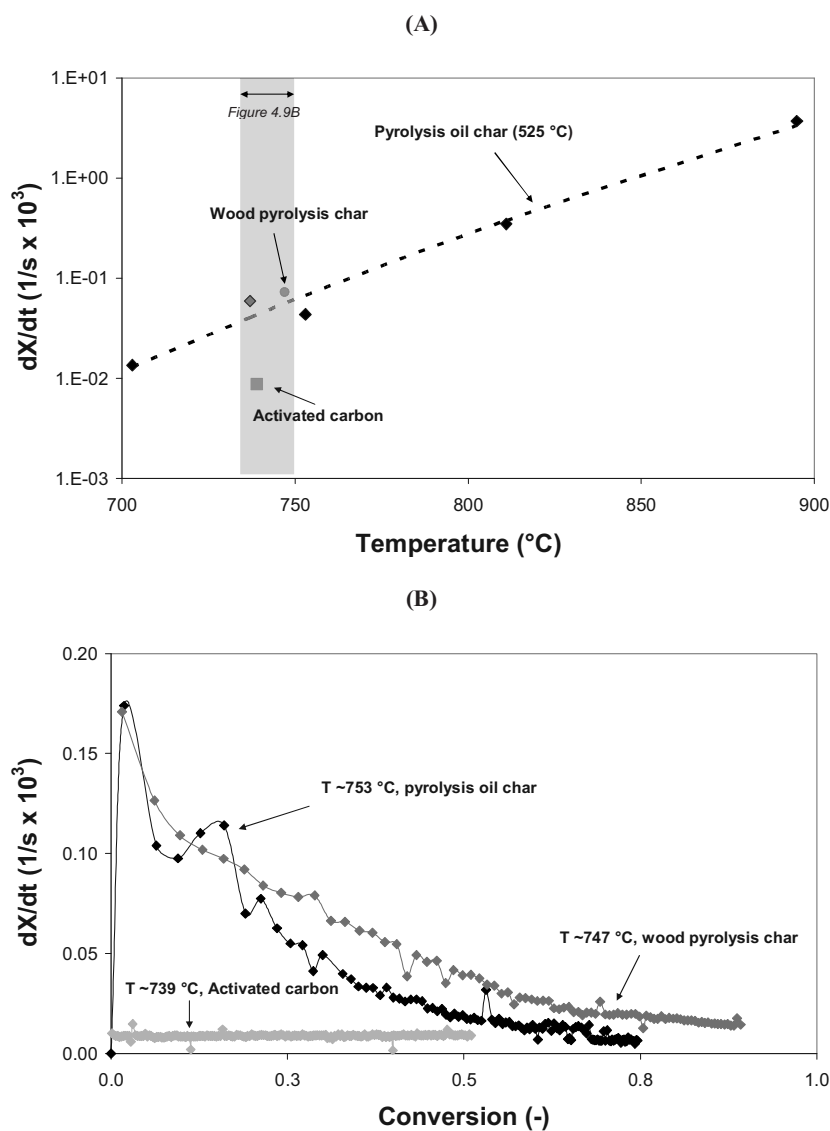 (A)
1.E+01
Figure 4.9B
Pyrolysis oil char (525 °C)
1.E+00
Wood pyrolysis char
1.E-01
dX/dt (1/s x 10³)
1.E-02
Activated carbon
1.E-03
700 750 800 850 900
Temperature (°C)
(B)
0.20
0.15
T ~753 °C, pyrolysis oil char
0.10
dX/dt (1/s x 10³)
T ~747 °C, wood pyrolysis char
0.05
T ~739 °C, Activated carbon
0.00
0.0 0.3 0.5 0.8 1.0
Conversion (-)